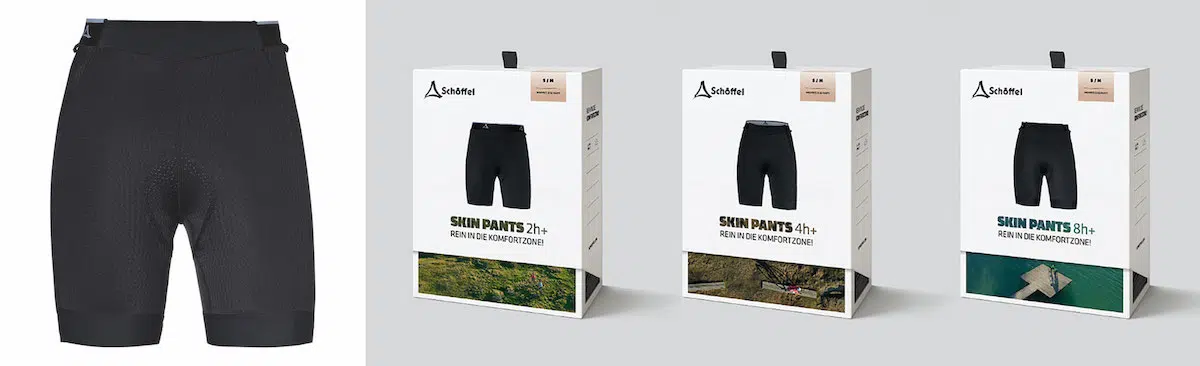 Schöffel
S / M
SKIN PANTS 2h+
REIN IN DIE KOMFORTZONE!
Schöffel
S / M
SKIN PANTS 4h+
REIN IN DIE KOMFORTZONE!
Schöffel
S / M
SKIN PANTS 8h+
REIN IN DIE KOMFORTZONE!